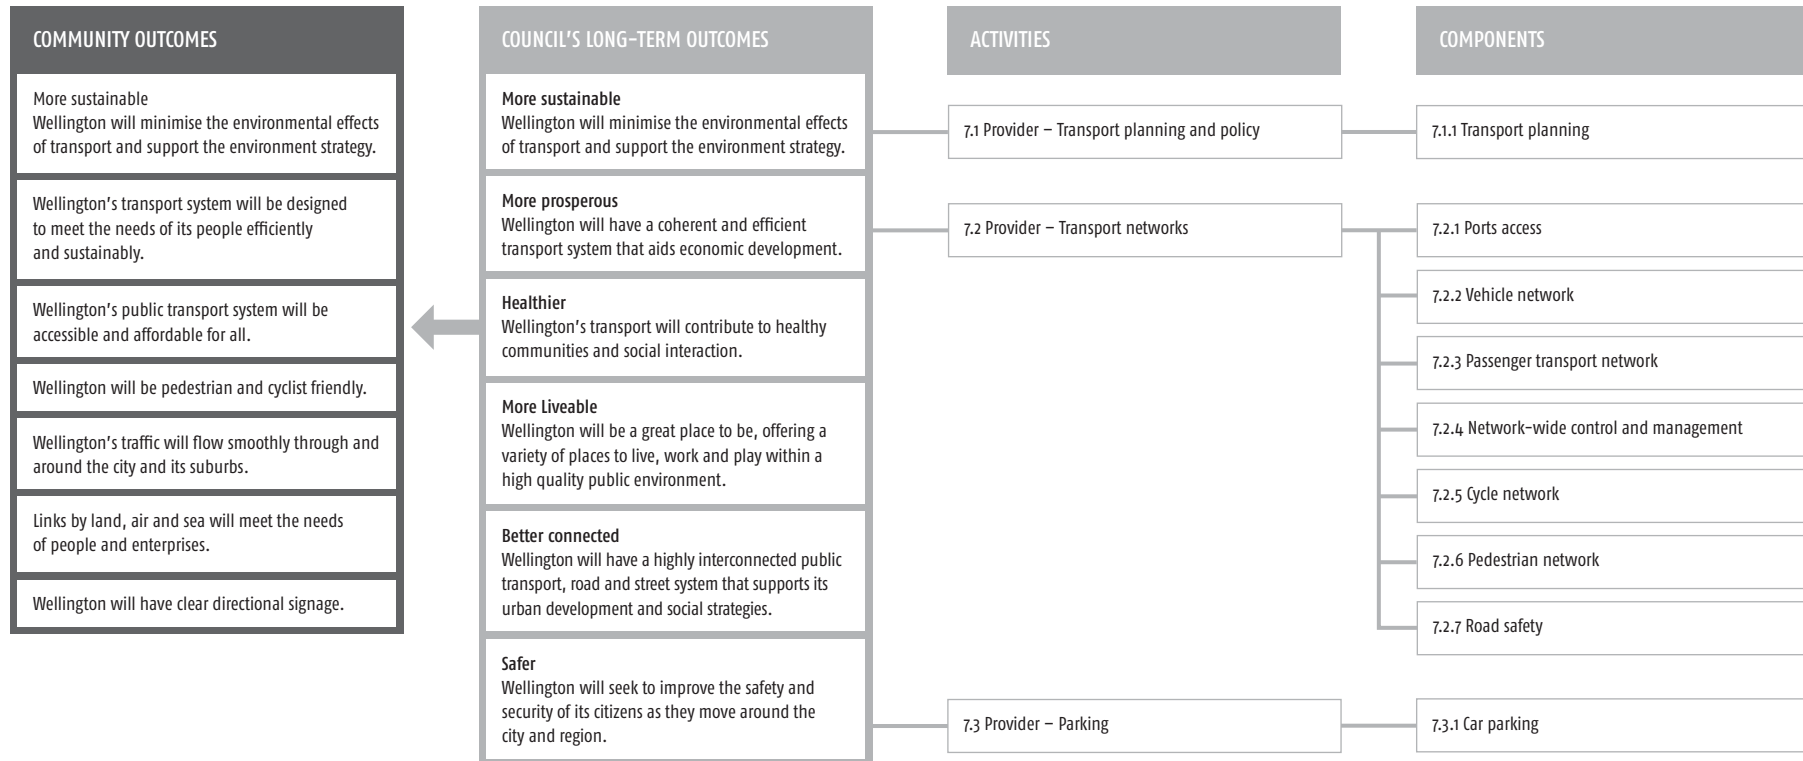 COMMUNITY OUTCOMES
More sustainable
Wellington will minimise the environmental effects
of transport and support the environment strategy.
Wellington's transport system will be designed
to meet the needs of its people efficiently
and sustainably.
Wellington's public transport system will be
accessible and affordable for all.
Wellington will be pedestrian and cyclist friendly.
Wellington's traffic will flow smoothly through and
around the city and its suburbs.
Links by land, air and sea will meet the needs
of people and enterprises.
Wellington will have clear directional signage.
COUNCIL'S LONG-TERM OUTCOMES
More sustainable
Wellington will minimise the environmental effects
of transport and support the environment strategy.
More prosperous
Wellington will have a coherent and efficient
transport system that aids economic development.
Healthier
Wellington's transport will contribute to healthy
communities and social interaction.
More Liveable
Wellington will be a great place to be, offering a
variety of places to live, work and play within a
high quality public environment.
Better connected
Wellington will have a highly interconnected public
transport, road and street system that supports its
urban development and social strategies.
Safer
Wellington will seek to improve the safety and
security of its citizens as they move around the
city and region.
ACTIVITIES
7.1 Provider – Transport planning and policy
7.2 Provider – Transport networks
7.3 Provider – Parking
COMPONENTS
7.1.1 Transport planning
7.2.1 Ports access
7.2.2 Vehicle network
7.2.3 Passenger transport network
7.2.4 Network-wide control and management
7.2.5 Cycle network
7.2.6 Pedestrian network
7.2.7 Road safety
7.3.1 Car parking